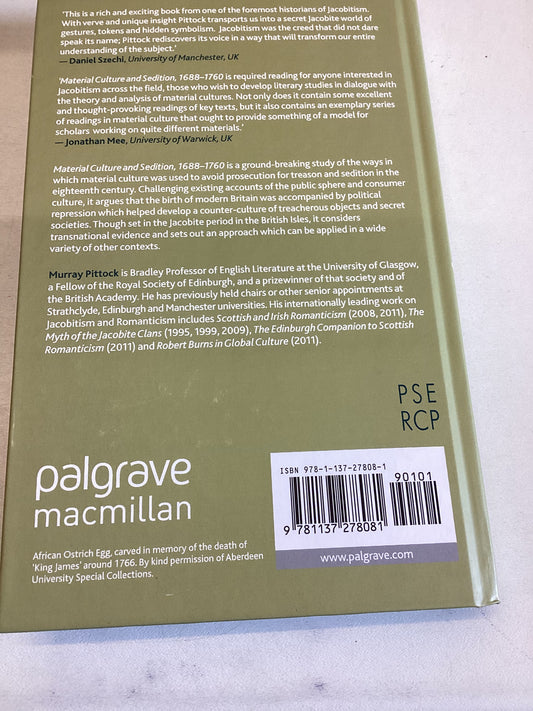 'This is a rich and exciting book from one of the foremost historians of Jacobitism.
With verve and unique insight Pittock transports us into a secret Jacobite world of
gestures, tokens and hidden symbolism. Jacobitism was the creed that did not dare
speak its name; Pittock rediscovers its voice in a way that will transform our entire
understanding of the subject.'
— Daniel Szechi, University of Manchester, UK
'Material Culture and Sedition, 1688–1760 is required reading for anyone interested in
Jacobitism across the field, those who wish to develop literary studies in dialogue with
the theory and analysis of material cultures. Not only does it contain some excellent
and thought-provoking readings of key texts, but it also contains an exemplary series
of readings in material culture that ought to provide something of a model for
scholars working on quite different materials.'
— Jonathan Mee, University of Warwick, UK
Material Culture and Sedition, 1688–1760 is a ground-breaking study of the ways in
which material culture was used to avoid prosecution for treason and sedition in the
eighteenth century. Challenging existing accounts of the public sphere and consumer
culture, it argues that the birth of modern Britain was accompanied by political
repression which helped develop a counter-culture of treacherous objects and secret
societies. Though set in the Jacobite period in the British Isles, it considers
transnational evidence and sets out an approach which can be applied in a wide
variety of other contexts.
Murray Pittock is Bradley Professor of English Literature at the University of Glasgow,
a Fellow of the Royal Society of Edinburgh, and a prizewinner of that society and of
the British Academy. He has previously held chairs or other senior appointments at
Strathclyde, Edinburgh and Manchester universities. His internationally leading work on
Jacobitism and Romanticism includes Scottish and Irish Romanticism (2008, 2011), The
Myth of the Jacobite Clans (1995, 1999, 2009), The Edinburgh Companion to Scottish
Romanticism (2011) and Robert Burns in Global Culture (2011).
PSE
RCP
palgrave
macmillan
African Ostrich Egg, carved in memory of the death of
'King James' around 1766. By kind permission of Aberdeen
University Special Collections.
ISBN 978-1-137-27808-1
90101
9 781137 278081
www.palgrave.com